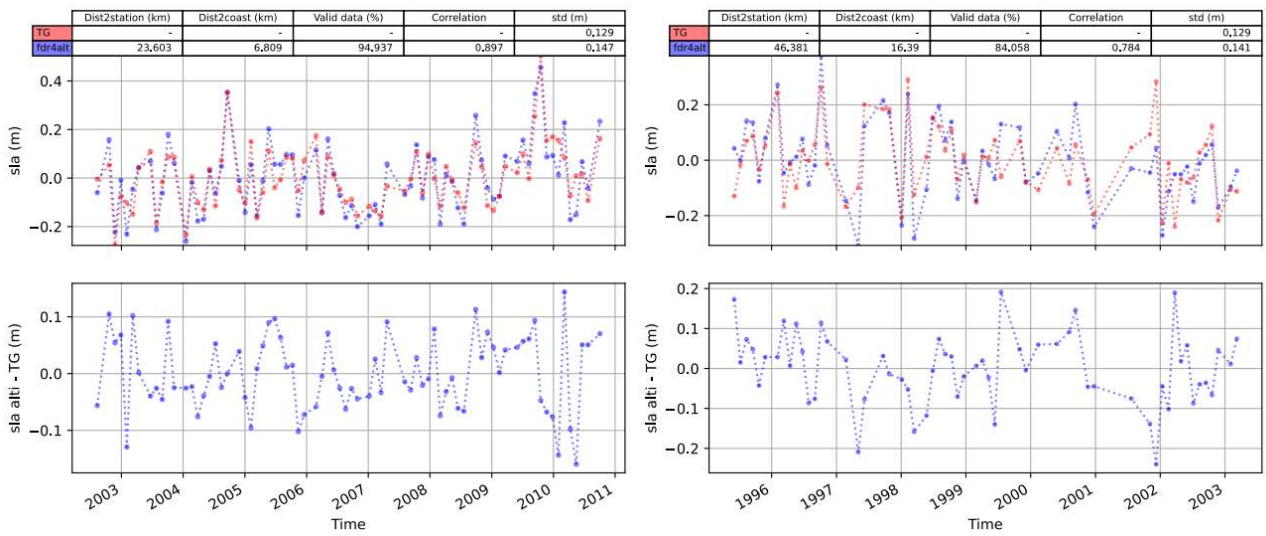 Dist2station (km) Dist2coast (km) Valid data (%) Correlation std (m)
TG - - - - 0.129
fdr4alt 23.603 6.809 94.937 0.897 0.147
0.4
0.2
0.0
−0.2
sla (m)
0.1
0.0
−0.1
sla alti - TG (m)
2003 2004 2005 2006 2007 2008 2009 2010 2011
Time
Dist2station (km) Dist2coast (km) Valid data (%) Correlation std (m)
TG - - - - 0.129
fdr4alt 46.381 16.39 84.058 0.784 0.141
0.2
0.0
−0.2
sla (m)
0.2
0.1
0.0
−0.1
−0.2
sla alti - TG (m)
1996 1997 1998 1999 2000 2001 2002 2003
Time